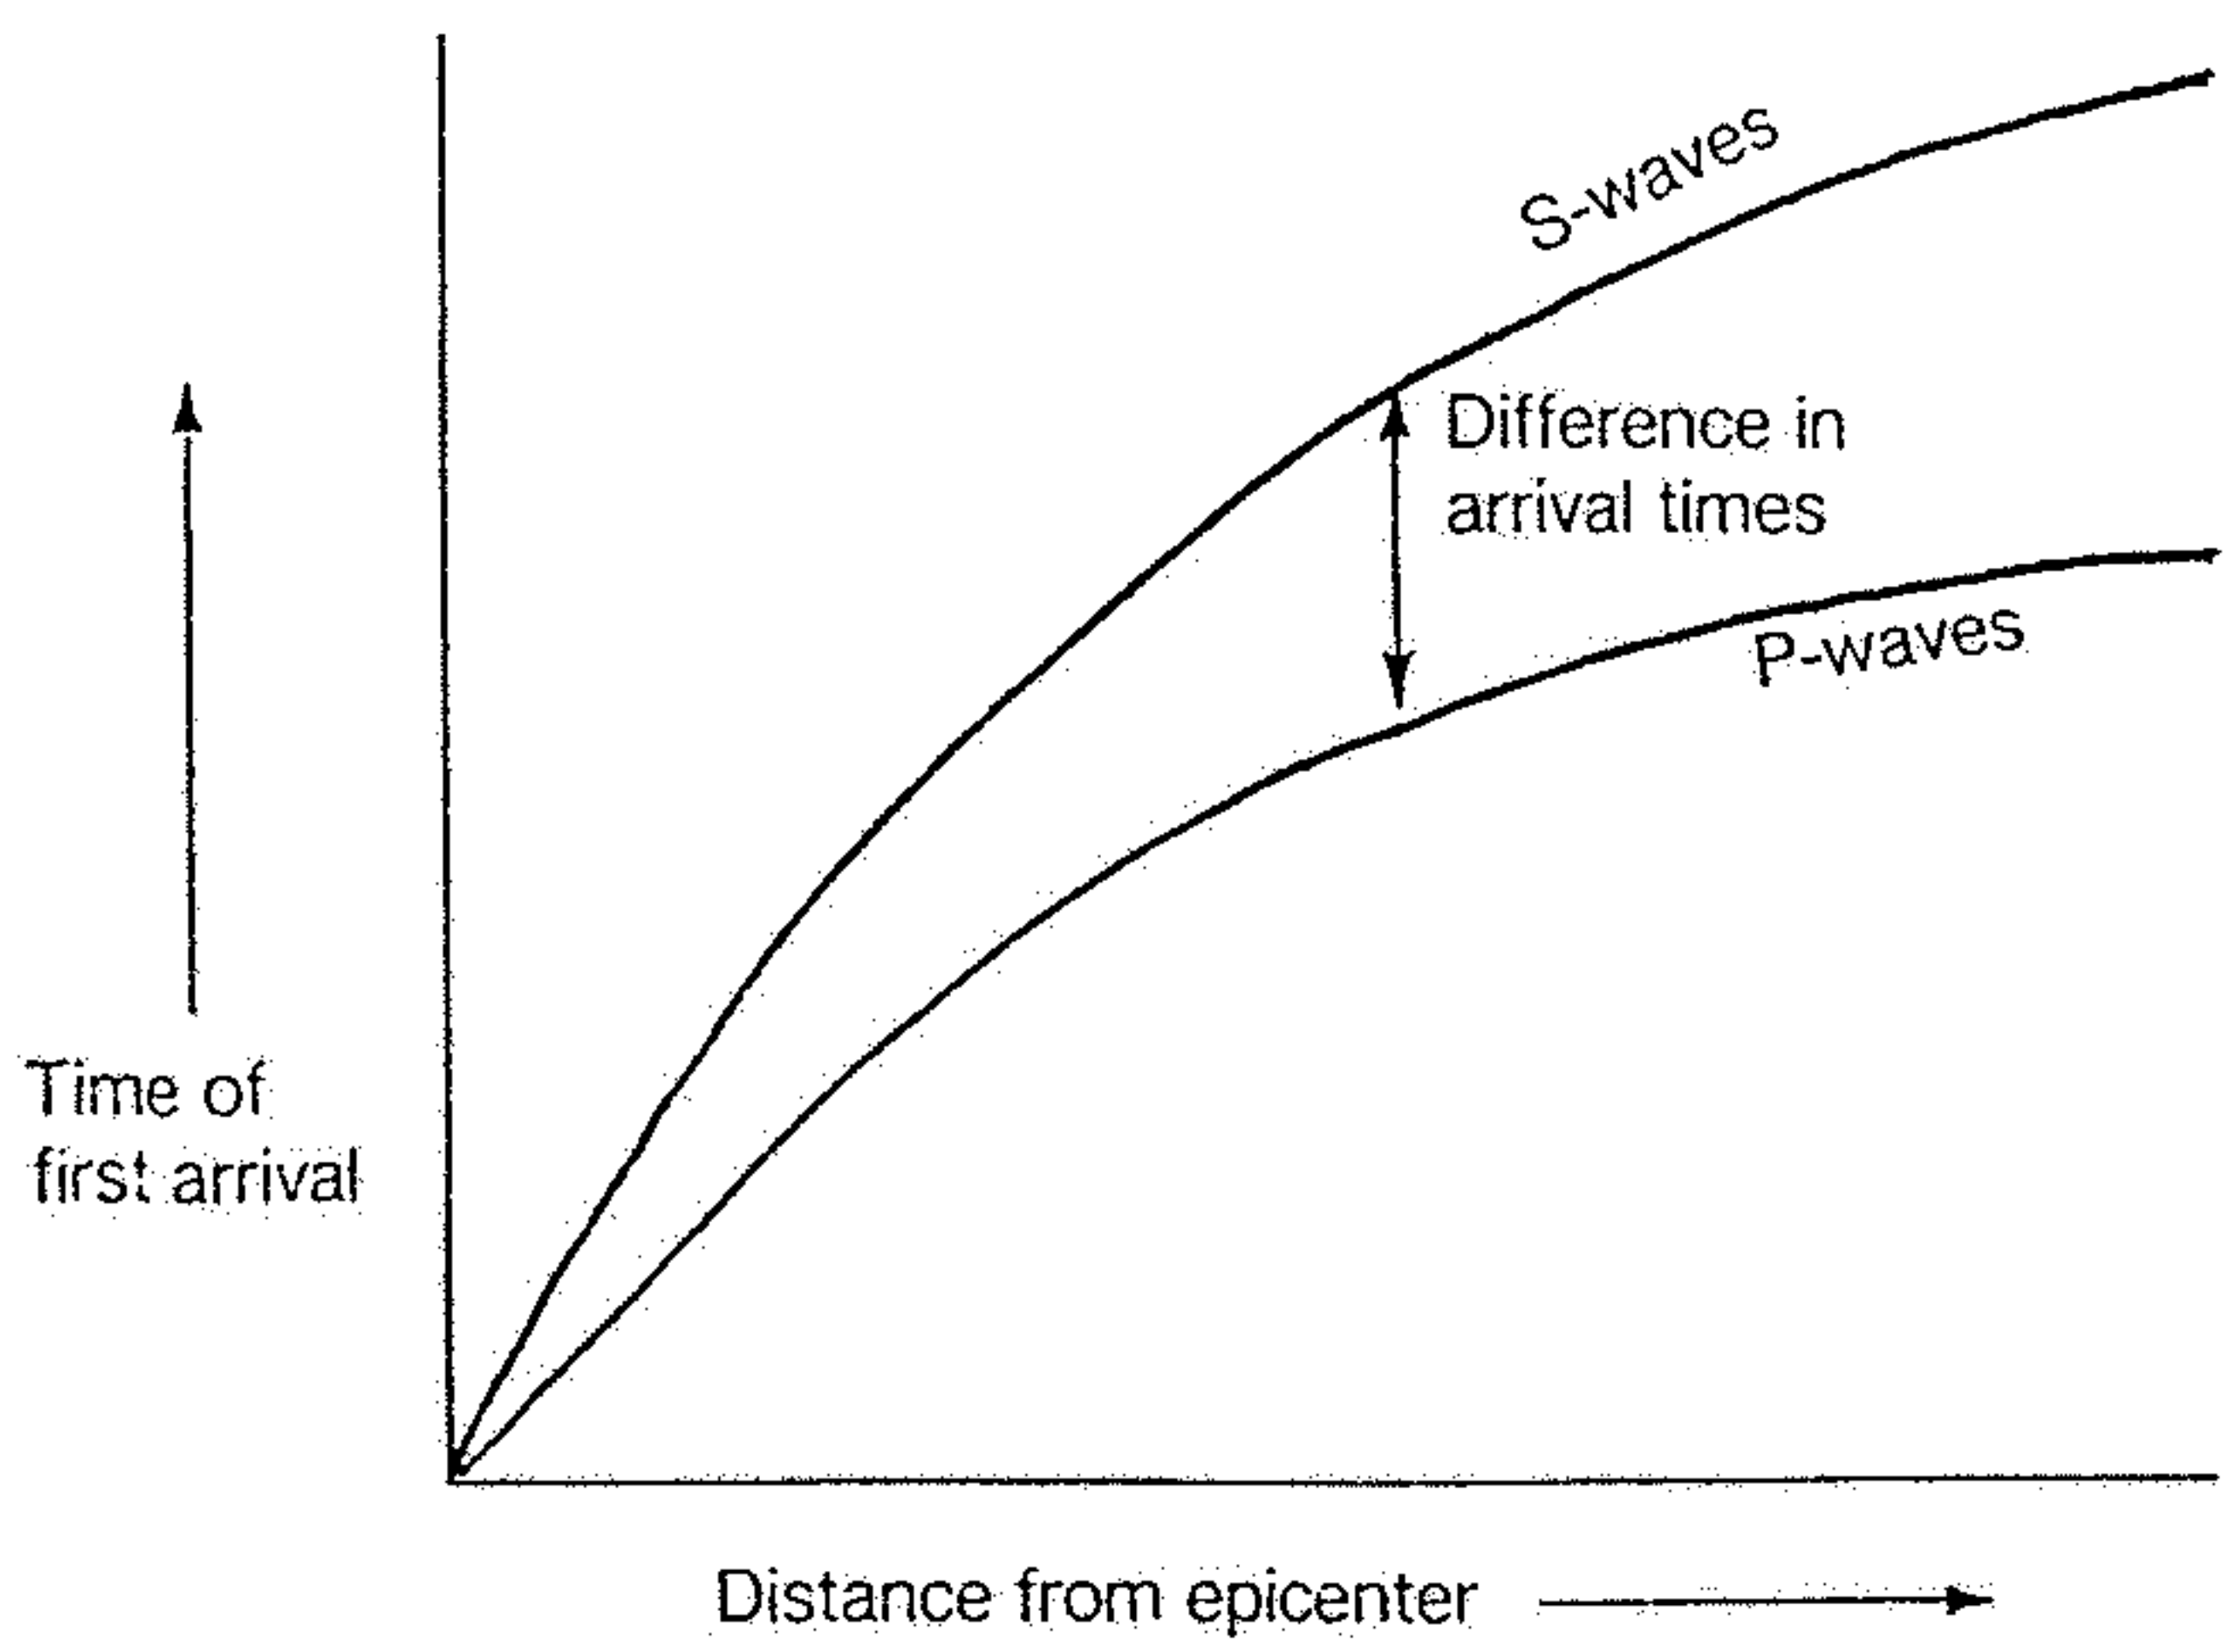 S-waves
Difference in
arrival times
P-waves
Time of
first arrival
Distance from epicenter